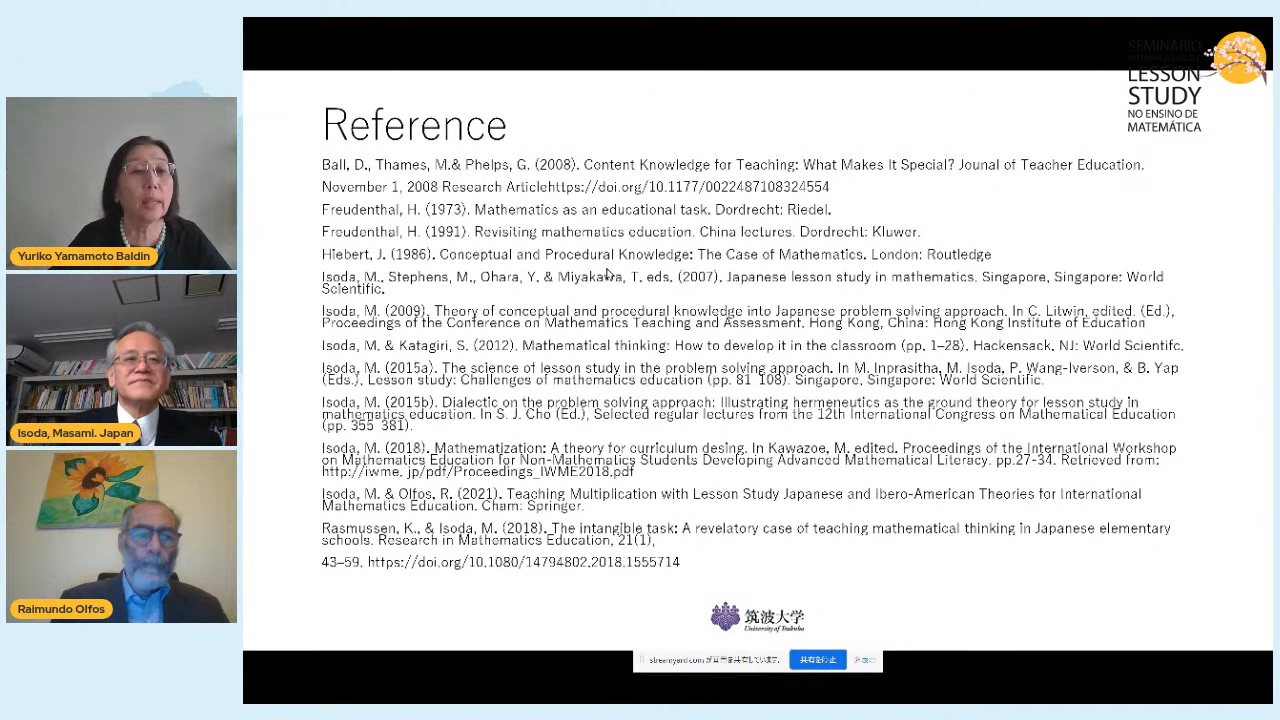 SEMINÁRIO
LESSON
STUDY
NO ENSINO DE
MATEMÁTICA
Yuriko Yamamoto Baldin
Isoda, Masami. Japan
Raimundo Olfos
Reference
Ball, D., Thames, M.& Phelps, G. (2008). Content Knowledge for Teaching: What Makes It Special? Jounal of Teacher Education.
November 1, 2008 Research Articlehttps://doi.org/10.1177/0022487108324554
Freudenthal, H. (1973). Mathematics as an educational task. Dordrecht: Riedel.
Freudenthal, H. (1991). Revisiting mathematics education. China lectures. Dordrecht: Kluwer.
Hiebert, J. (1986). Conceptual and Procedural Knowledge: The Case of Mathematics. London: Routledge
Isoda, M., Stephens, M., Ohara, Y. & Miyakawa, T. eds. (2007). Japanese lesson study in mathematics. Singapore, Singapore: World
Scientific.
Isoda, M. (2009). Theory of conceptual and procedural knowledge into Japanese problem solving approach. In C. Litwin, edited. (Ed.),
Proceedings of the Conference on Mathematics Teaching and Assessment. Hong Kong, China: Hong Kong Institute of Education
Isoda, M. & Katagiri, S. (2012). Mathematical thinking: How to develop it in the classroom (pp. 1–28). Hackensack, NJ: World Scientifc.
Isoda, M. (2015a). The science of lesson study in the problem solving approach. In M. Inprasitha, M. Isoda, P. Wang-Iverson, & B. Yap
(Eds.), Lesson study: Challenges of mathematics education (pp. 81 108). Singapore, Singapore: World Scientific.
Isoda, M. (2015b). Dialectic on the problem solving approach: Illustrating hermeneutics as the ground theory for lesson study in
mathematics education. In S. J. Cho (Ed.), Selected regular lectures from the 12th International Congress on Mathematical Education
(pp. 355 381).
Isoda, M. (2018). Mathematization: A theory for curriculum desing. In Kawazoe, M. edited. Proceedings of the International Workshop
on Mathematics Education for Non-Mathematics Students Developing Advanced Mathematical Literacy. pp.27-34. Retrieved from:
http://iwme. jp/pdf/Proceedings_IWME2018.pdf
Isoda, M. & Olfos, R. (2021). Teaching Multiplication with Lesson Study Japanese and Ibero-American Theories for International
Mathematics Education. Cham: Springer.
Rasmussen, K., & Isoda, M. (2018). The intangible task: A revelatory case of teaching mathematical thinking in Japanese elementary
schools. Research in Mathematics Education, 21(1),
43–59. https://doi.org/10.1080/14794802.2018.1555714
筑波大学
University of Tsukuba
streamyard.com が画面を共有しています。 共有を停止